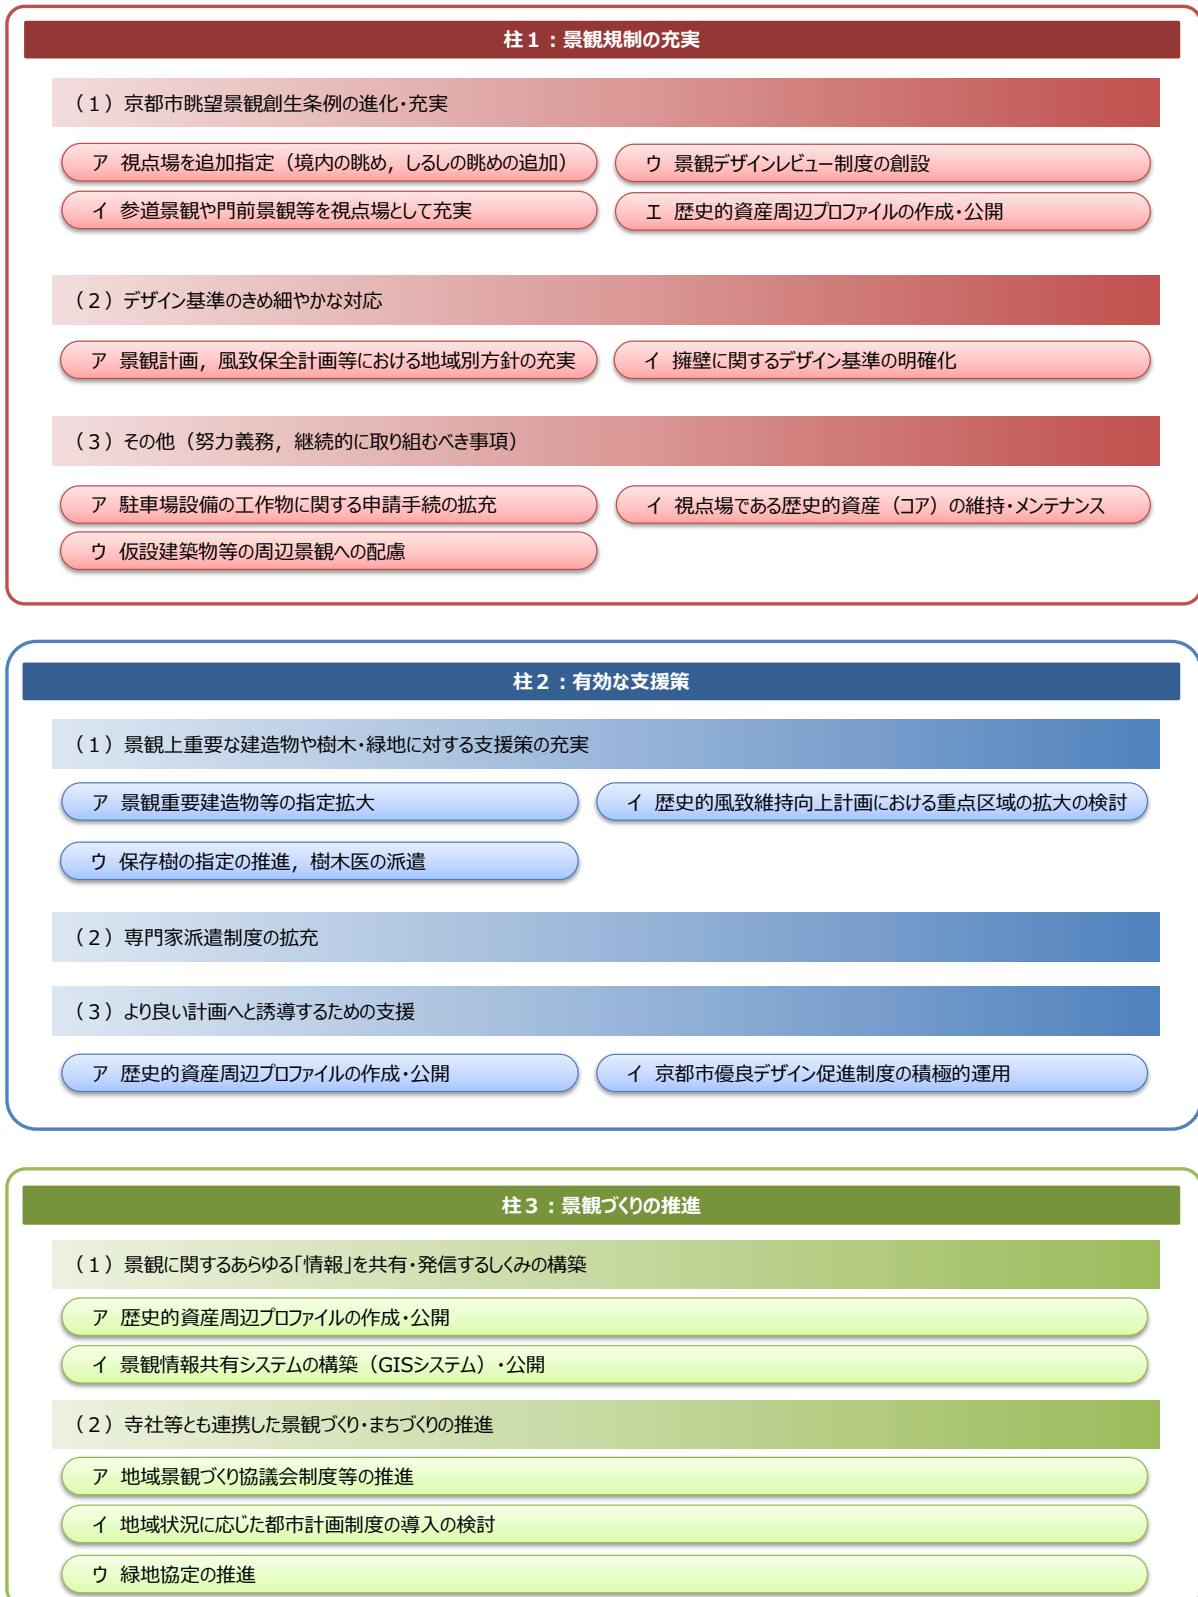 柱1：景観規制の充実
（1）京都市眺望景観創生条例の進化・充実
ア 視点場を追加指定（境内の眺め，しるしの眺めの追加）
ウ 景観デザインレビュー制度の創設
イ 参道景観や門前景観等を視点場として充実
エ 歴史的資産周辺プロファイルの作成・公開
（2）デザイン基準のきめ細やかな対応
ア 景観計画，風致保全計画等における地域別方針の充実
イ 擁壁に関するデザイン基準の明確化
（3）その他（努力義務，継続的に取り組むべき事項）
ア 駐車場設備の工作物に関する申請手続の拡充
イ 視点場である歴史的資産（コア）の維持・メンテナンス
ウ 仮設建築物等の周辺景観への配慮
柱2：有効な支援策
（1）景観上重要な建造物や樹木・緑地に対する支援策の充実
ア 景観重要建造物等の指定拡大
イ 歴史的風致維持向上計画における重点区域の拡大の検討
ウ 保存樹の指定の推進，樹木医の派遣
（2）専門家派遣制度の拡充
（3）より良い計画へと誘導するための支援
ア 歴史的資産周辺プロファイルの作成・公開
イ 京都市優良デザイン促進制度の積極的運用
柱3：景観づくりの推進
（1）景観に関するあらゆる「情報」を共有・発信するしくみの構築
ア 歴史的資産周辺プロファイルの作成・公開
イ 景観情報共有システムの構築（GISシステム）・公開
（2）寺社等とも連携した景観づくり・まちづくりの推進
ア 地域景観づくり協議会制度等の推進
イ 地域状況に応じた都市計画制度の導入の検討
ウ 緑地協定の推進